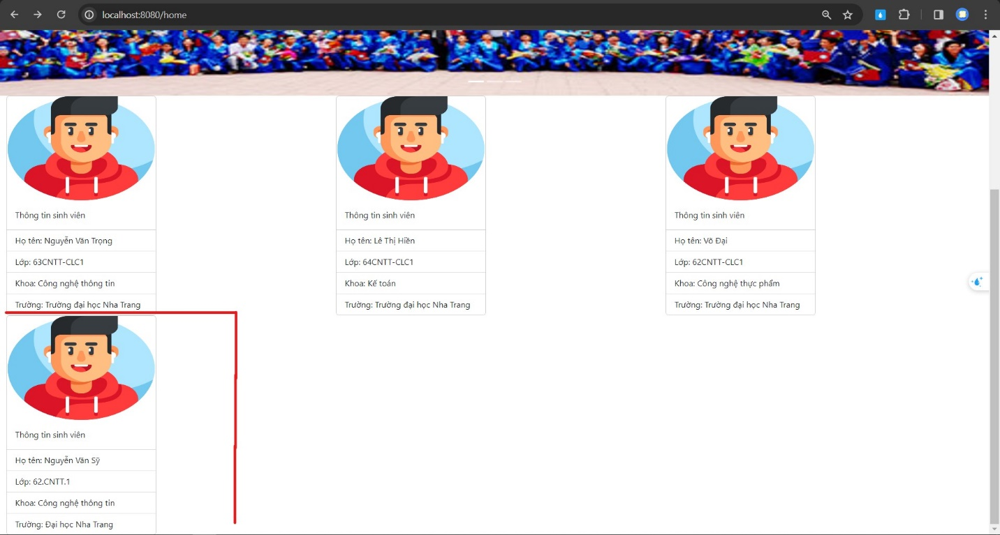 localhost:8080/home
Thông tin sinh viên
Họ tên: Nguyễn Văn Trọng
Lớp: 63CNTT-CLC1
Khoa: Công nghệ thông tin
Trường: Trường đại học Nha Trang
Thông tin sinh viên
Họ tên: Lê Thị Hiền
Lớp: 64CNTT-CLC1
Khoa: Kế toán
Trường: Trường đại học Nha Trang
Thông tin sinh viên
Họ tên: Võ Đại
Lớp: 62CNTT-CLC1
Khoa: Công nghệ thực phẩm
Trường: Trường đại học Nha Trang
Thông tin sinh viên
Họ tên: Nguyễn Văn Sỹ
Lớp: 62.CNTT.1
Khoa: Công nghệ thông tin
Trường: Đại học Nha Trang